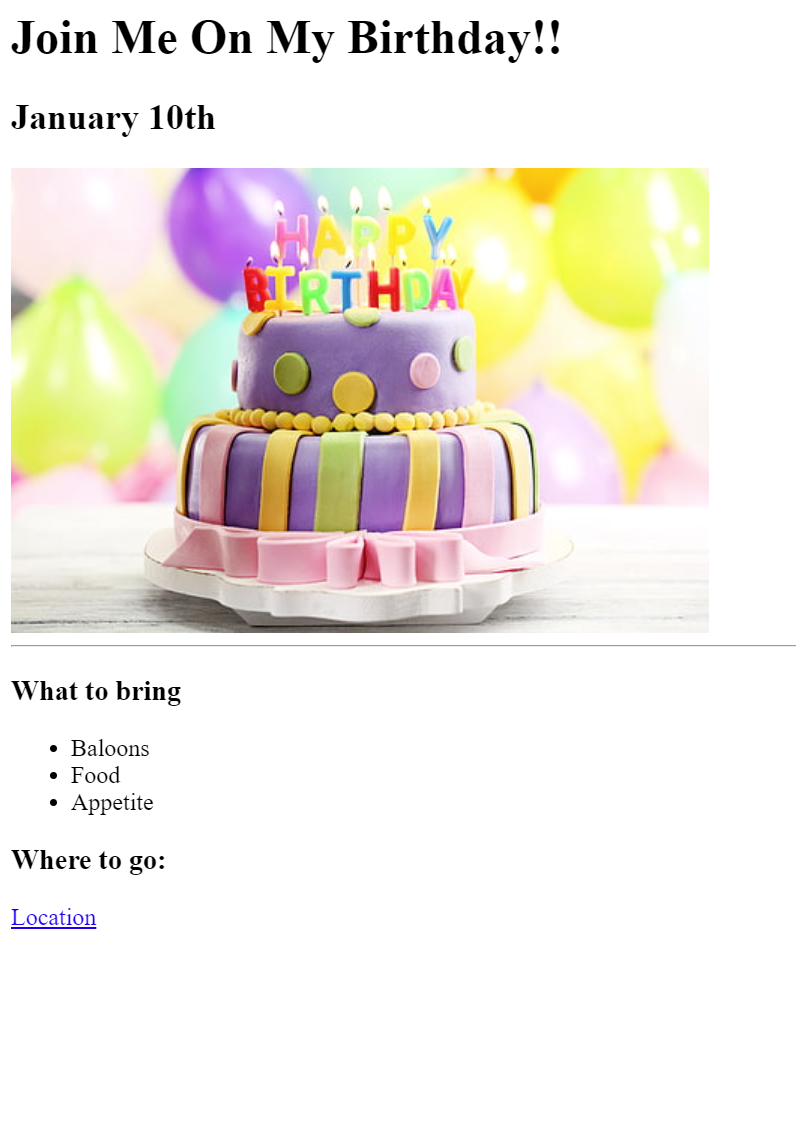 Join Me On My Birthday!!
January 10th
HAPPY
BIRTHDAY
What to bring
Baloons
Food
Appetite
Where to go:
Location